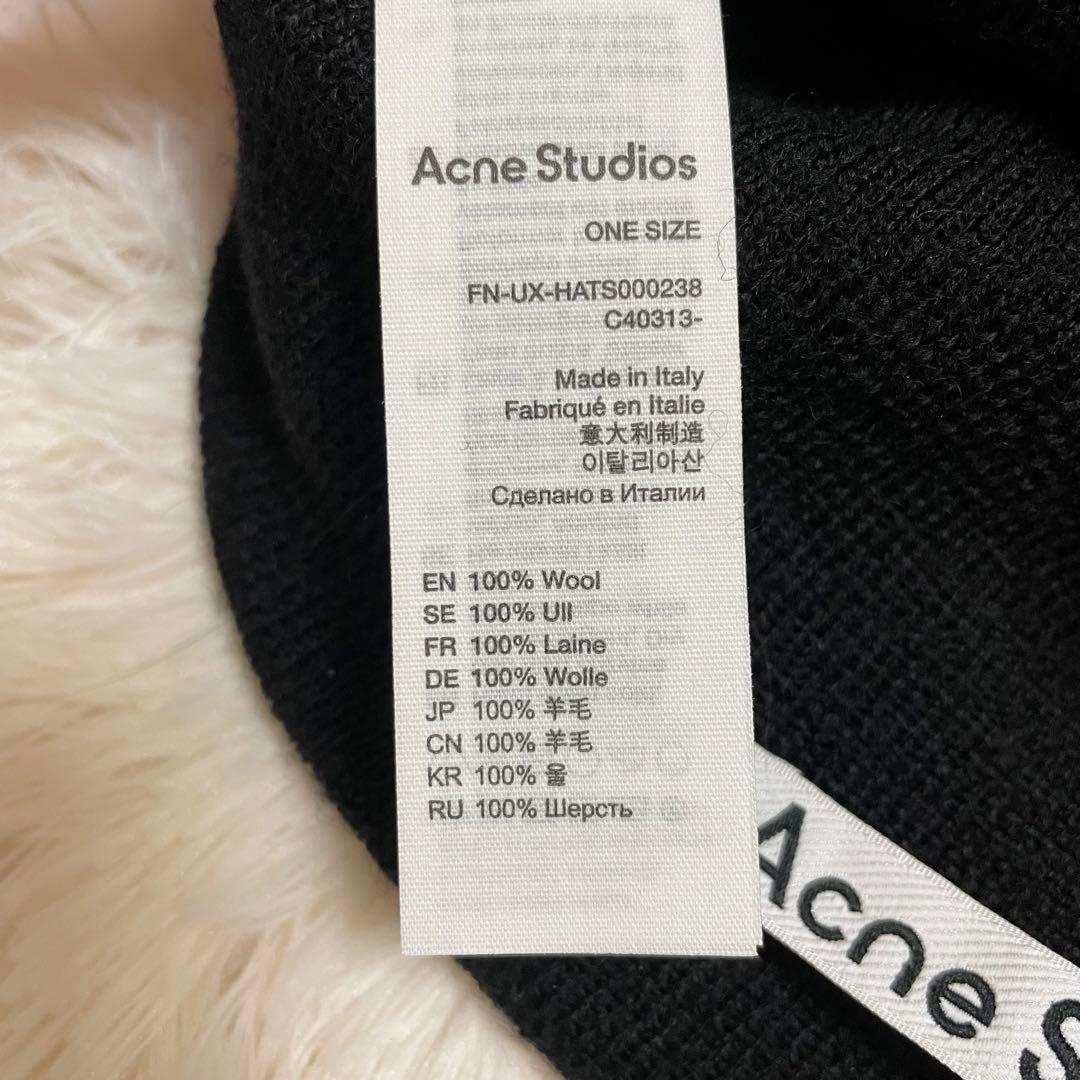 Acne Studios
ONE SIZE
FN-UX-HATS000238
C40313-
Made in Italy
Fabriqué en Italie
意大利制造
이탈리아산
Сделано в Италии
EN 100% Wool
SE 100% Ull
FR 100% Laine
DE 100% Wolle
JP 100% 羊毛
CN 100% 羊毛
KR 100% 울
RU 100% Шерсть
Acne S